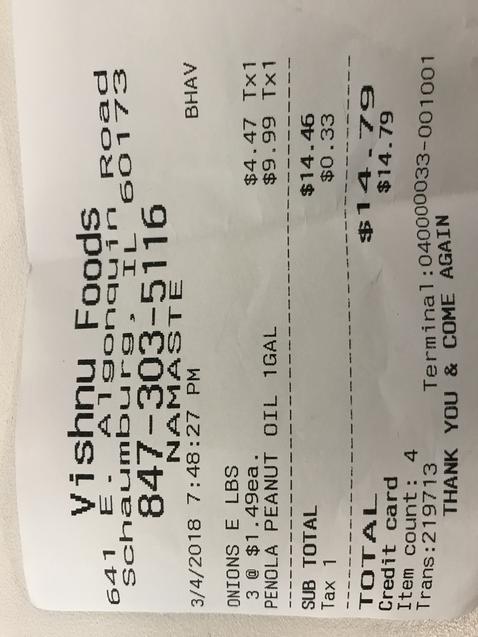 Vishnu Foods
641 E. Algonquin Road
Schaumburg, IL 60173
847-303-5116
NAMASTE
3/4/2018 7:48:27 PM BHAV
ONIONS E LBS
3 @ $1.49ea. $4.47 Tx1
PENOLA PEANUT OIL 1GAL $9.99 Tx1
SUB TOTAL $14.46
Tax 1 $0.33
TOTAL $14.79
Credit card $14.79
Item count: 4
Trans:219713 Terminal:040000033-001001
THANK YOU & COME AGAIN